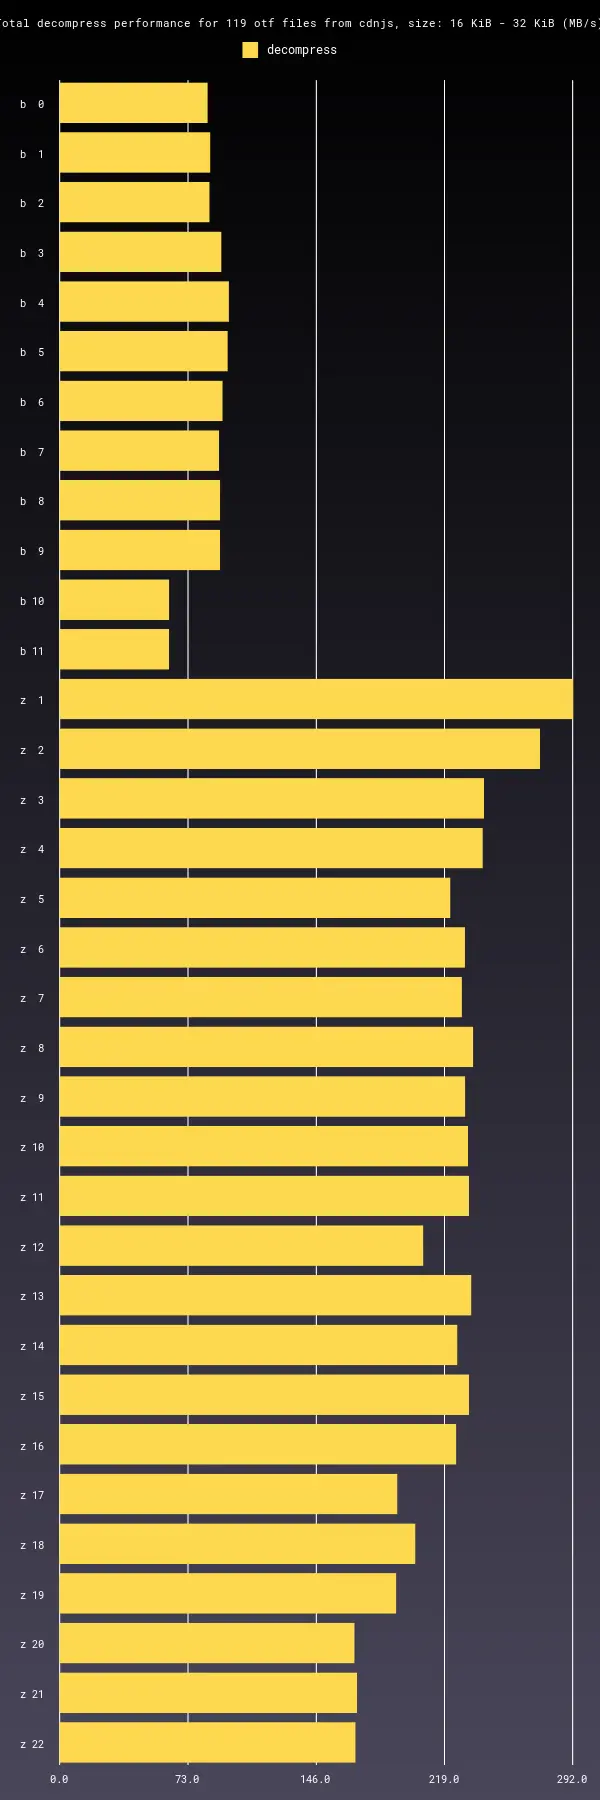 otal decompress performance for 119 otf files from cdnjs, size: 16 KiB - 32 KiB (MB/s)
decompress
b 0
b 1
b 2
b 3
b 4
b 5
b 6
b 7
b 8
b 9
b 10
b 11
z 1
z 2
z 3
z 4
z 5
z 6
z 7
z 8
z 9
z 10
z 11
z 12
z 13
z 14
z 15
z 16
z 17
z 18
z 19
z 20
z 21
z 22
0.0 73.0 146.0 219.0 292.0